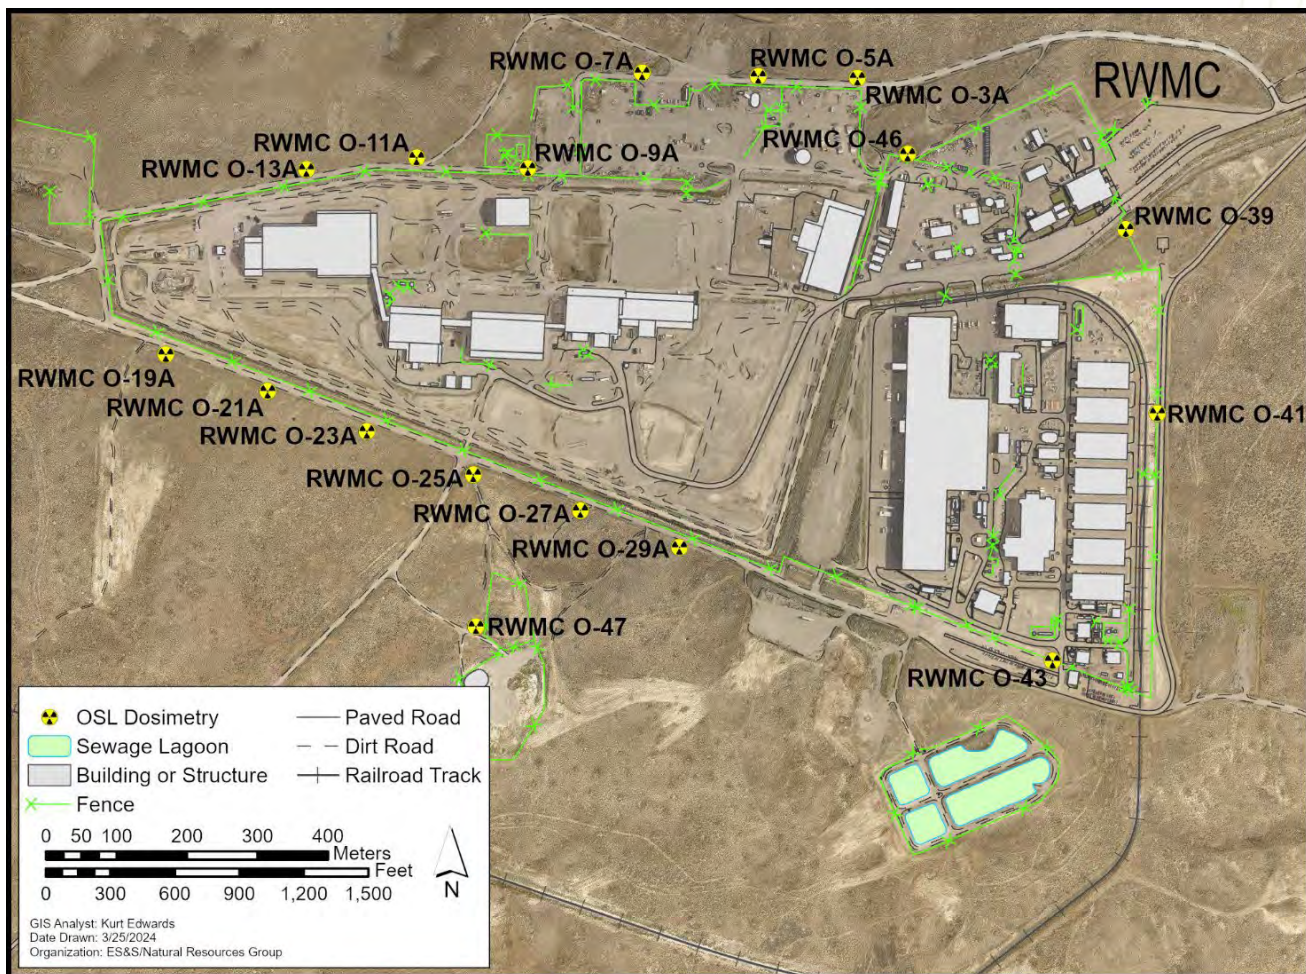 RWMC
RWMC O-7A
RWMC O-5A
RWMC O-3A
RWMC O-46
RWMC O-11A
RWMC O-9A
RWMC O-13A
RWMC O-39
RWMC O-19A
RWMC O-21A
RWMC O-41
RWMC O-23A
RWMC O-25A
RWMC O-27A
RWMC O-29A
RWMC O-47
RWMC O-43
OSL Dosimetry
Paved Road
Sewage Lagoon
Dirt Road
Building or Structure
Railroad Track
Fence
0 50 100 200 300 400
Meters
Feet
0 300 600 900 1,200 1,500
N
GIS Analyst: Kurt Edwards
Date Drawn: 3/25/2024
Organization: ES&S/Natural Resources Group